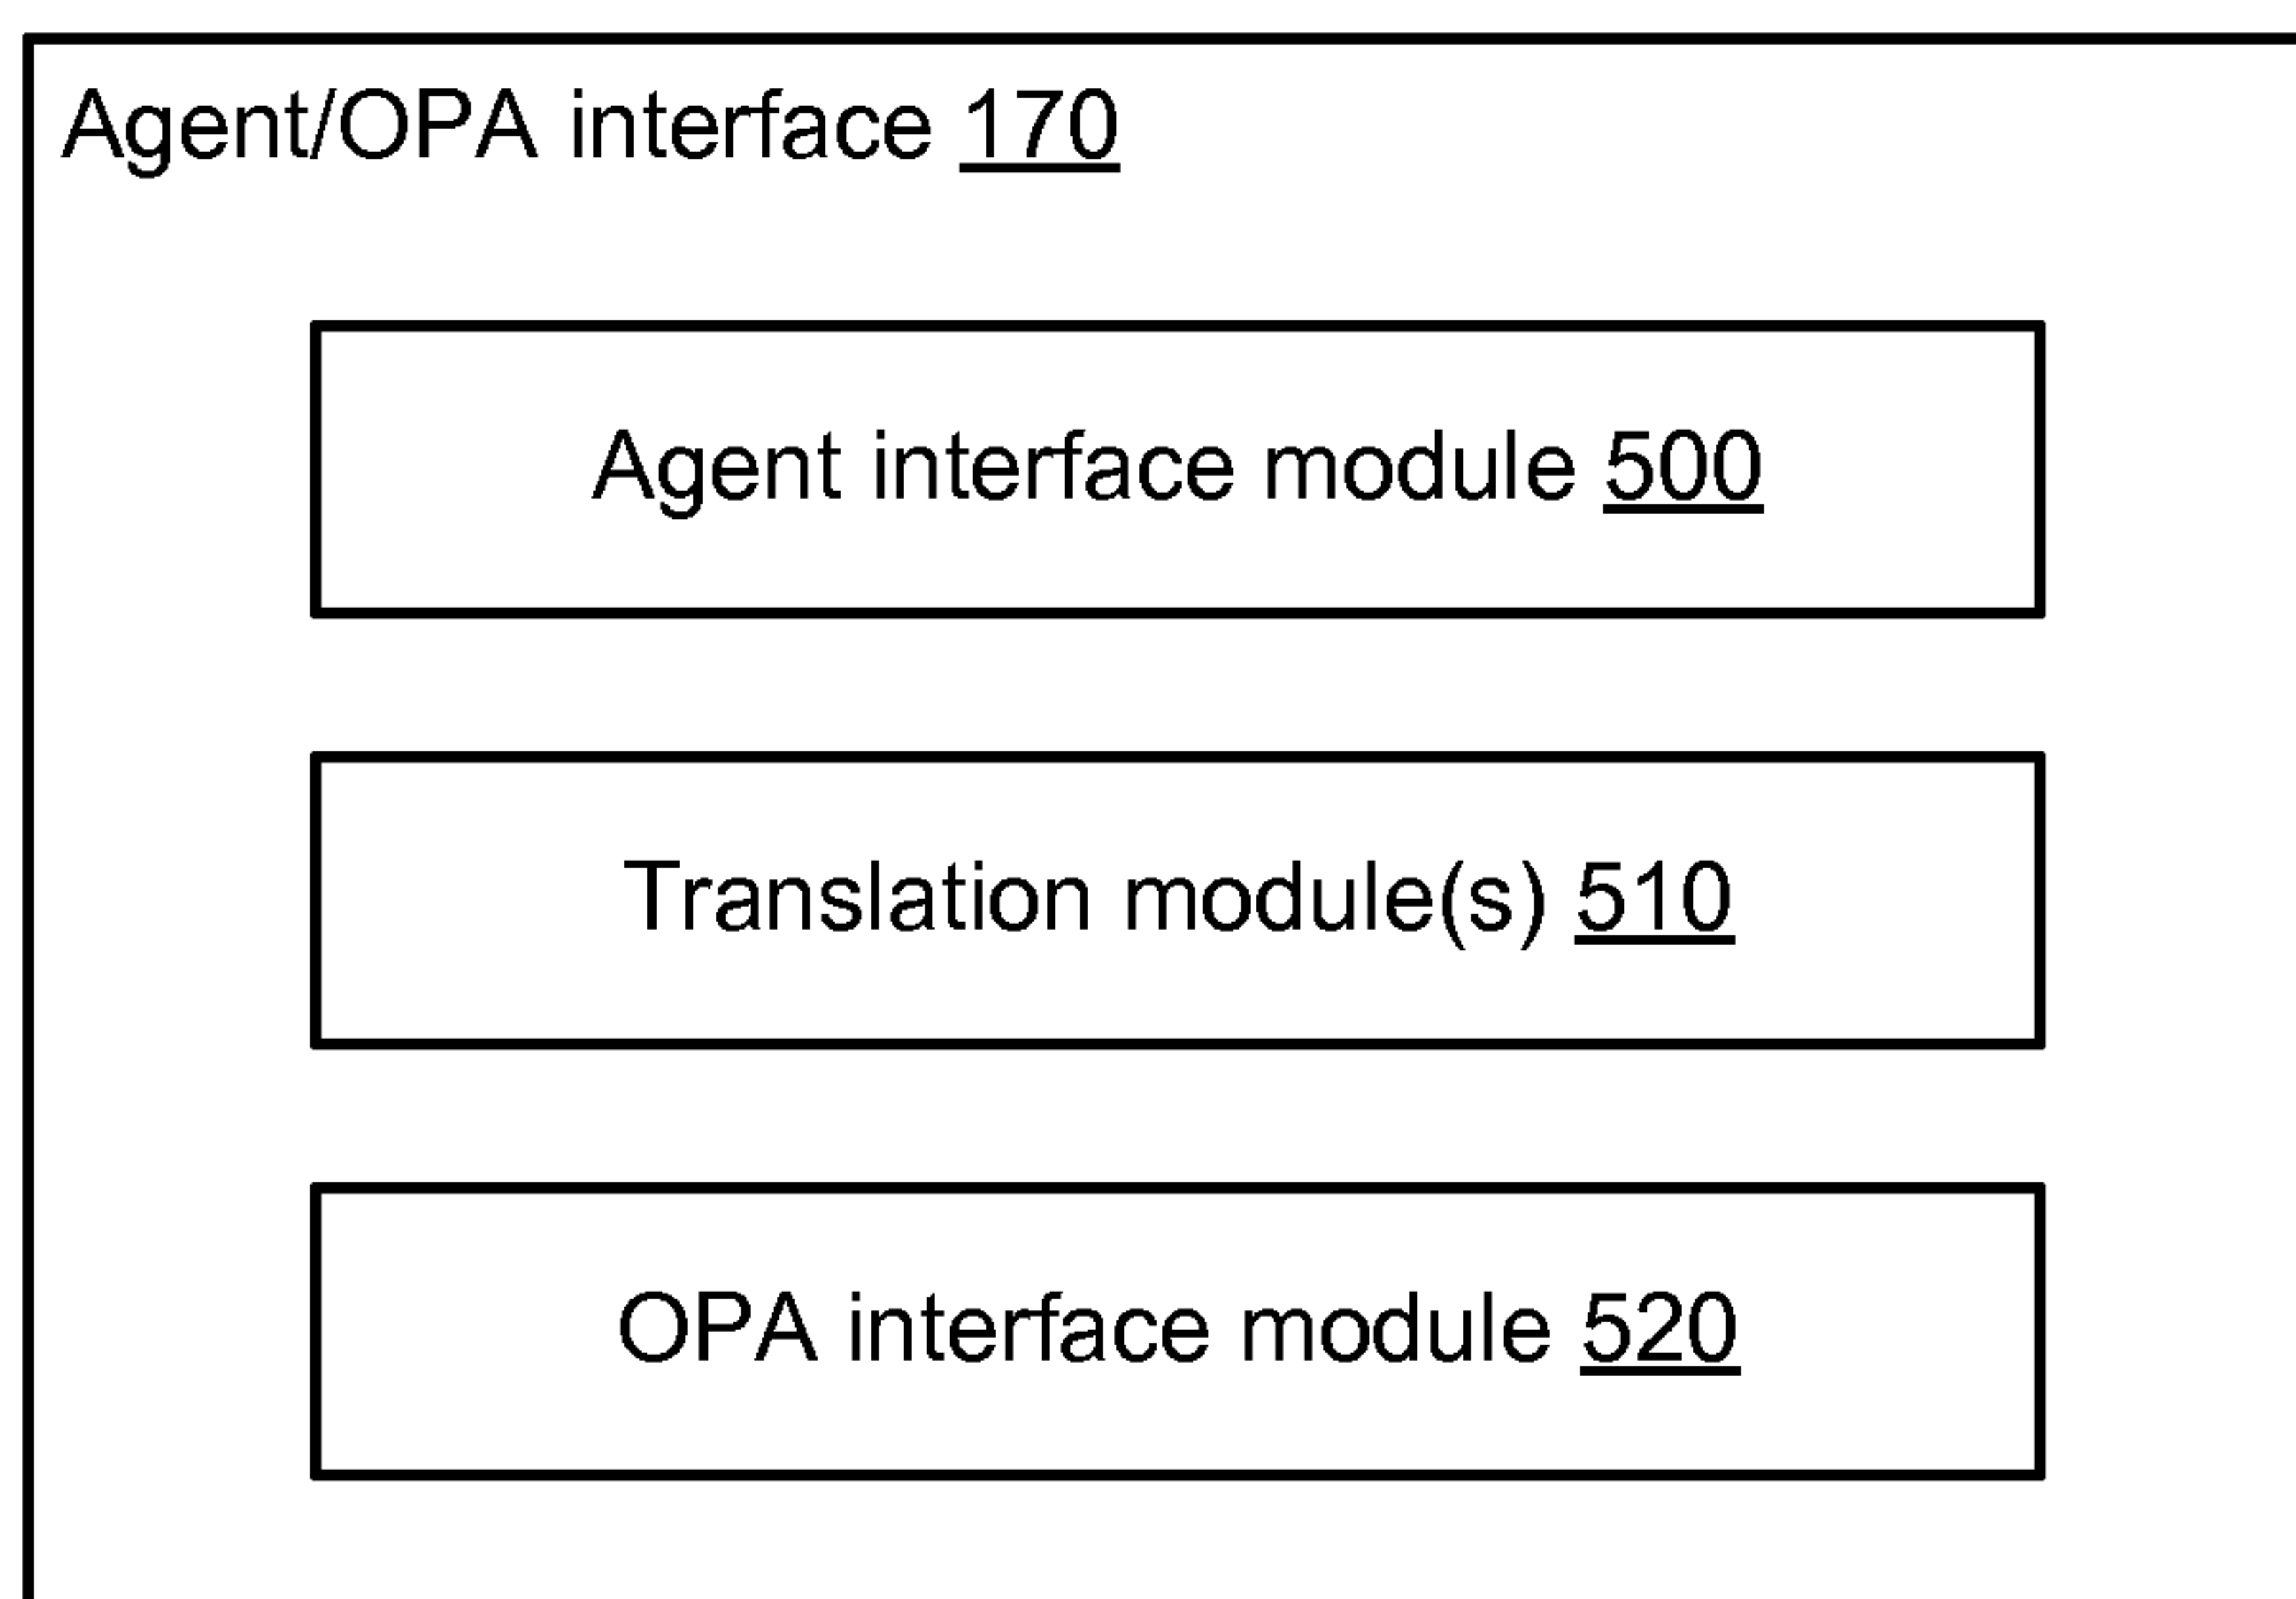 Agent/OPA interface 170
Agent interface module 500
Translation module(s) 510
OPA interface module 520